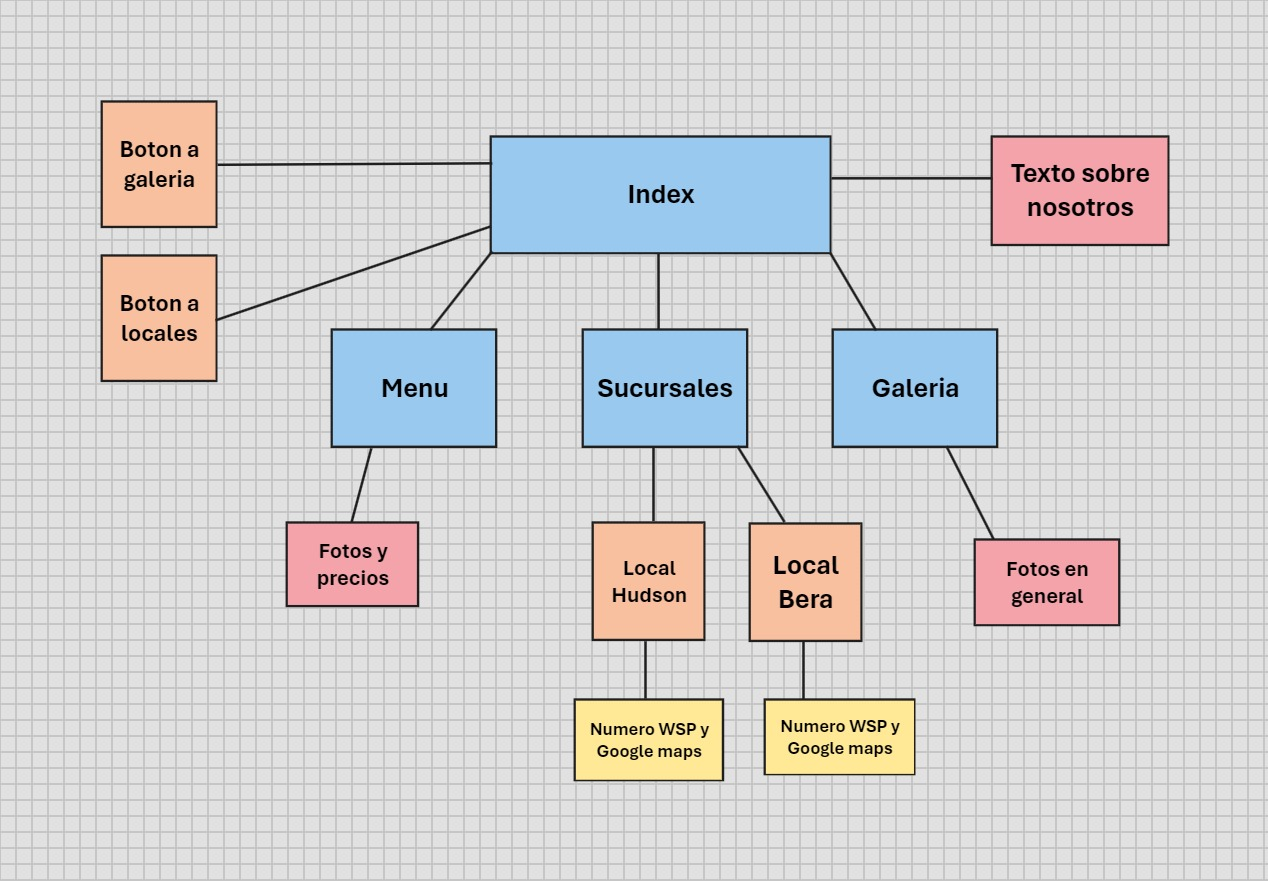 Boton a
galeria
Index
Texto sobre
nosotros
Boton a
locales
Menu
Sucursales
Galeria
Fotos y
precios
Local
Hudson
Local
Bera
Fotos en
general
Numero WSP y
Google maps
Numero WSP y
Google maps